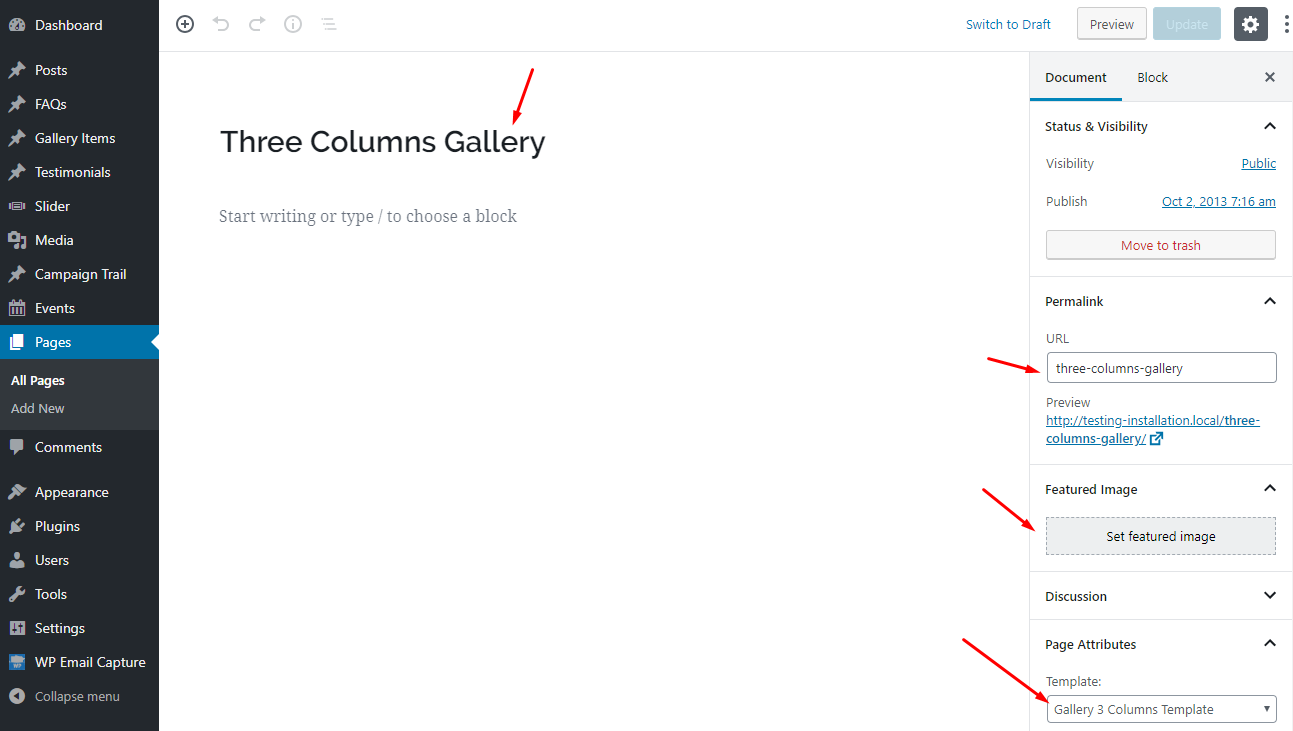 Dashboard
Posts
FAQs
Gallery Items
Testimonials
Slider
Media
Campaign Trail
Events
Pages
All Pages
Add New
Comments
Appearance
Plugins
Users
Tools
Settings
WP Email Capture
Collapse menu
Switch to Draft
Preview
Update
Three Columns Gallery
Start writing or type / to choose a block
Document
Block
Status & Visibility
Visibility
Public
Publish
Oct 2, 2013 7:16 am
Move to trash
Permalink
URL
three-columns-gallery
Preview
http://testing-installation.local/three-
columns-gallery/
Featured Image
Set featured image
Discussion
Page Attributes
Template:
Gallery 3 Columns Template